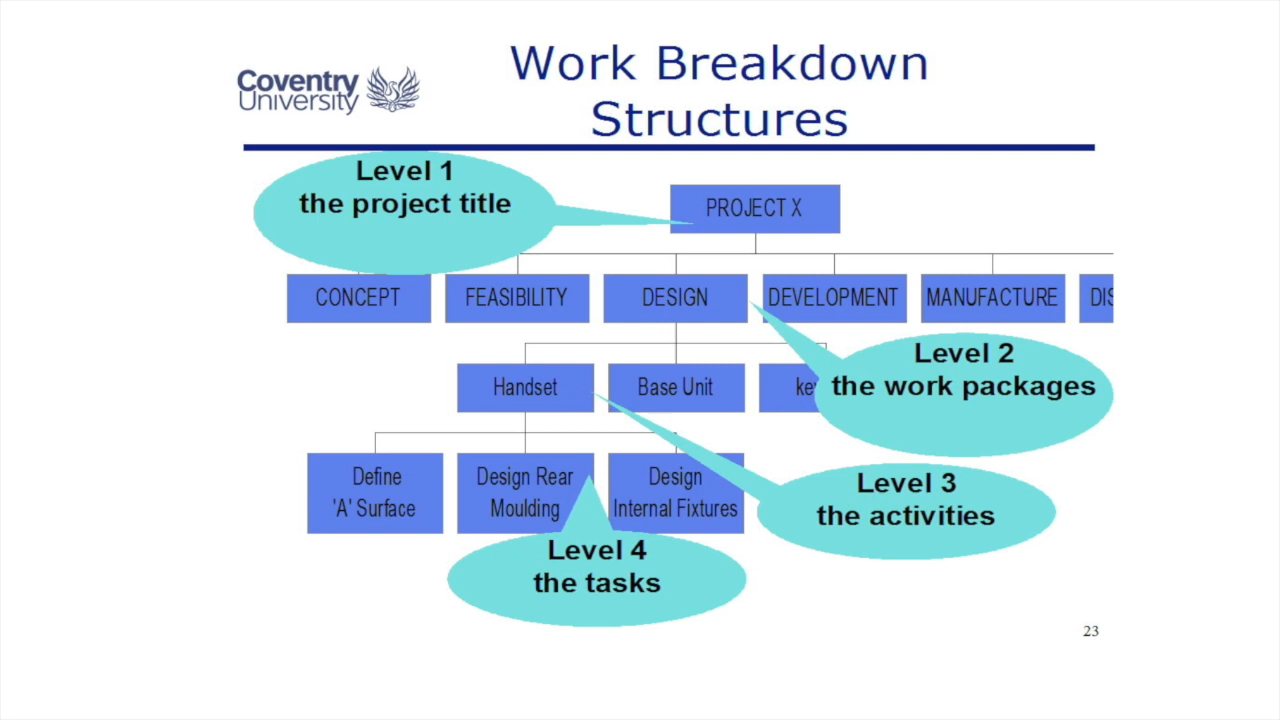 Coventry
University
Work Breakdown
Structures
Level 1
the project title
PROJECT X
CONCEPT
FEASIBILITY
DESIGN
DEVELOPMENT
MANUFACTURE
Level 2
the work packages
Handset
Base Unit
Level 3
the activities
Define
'A' Surface
Design Rear
Moulding
Design
Internal Fixtures
Level 4
the tasks
23